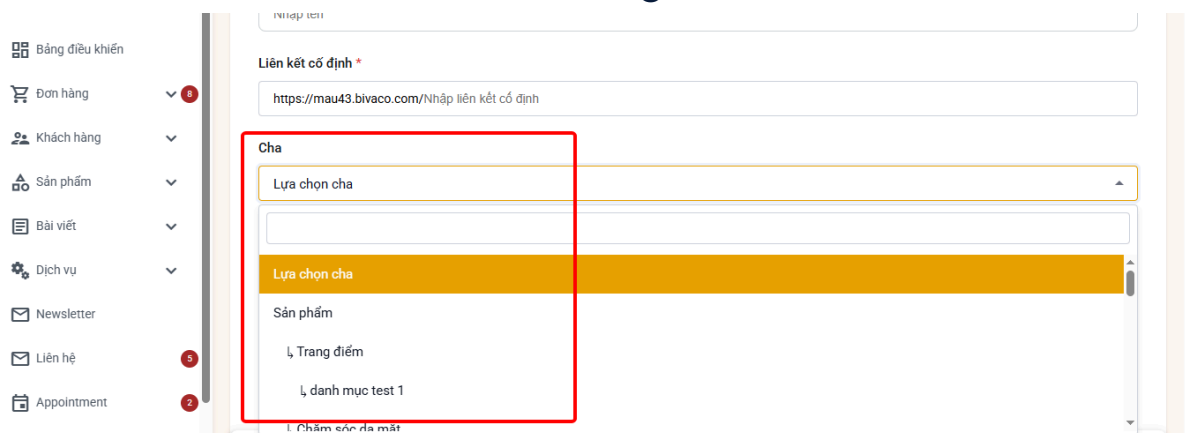 Nhập tên
Bảng điều khiển
Liên kết cố định *
Đơn hàng 8
https://mau43.bivaco.com/Nhập liên kết cố định
Khách hàng
Cha
Sản phẩm
Lựa chọn cha
Bài viết
Dịch vụ
Lựa chọn cha
Newsletter
Sản phẩm
Liên hệ 5
↳ Trang điểm
↳ danh mục test 1
Appointment 2
↳ Chăm sóc da mặt